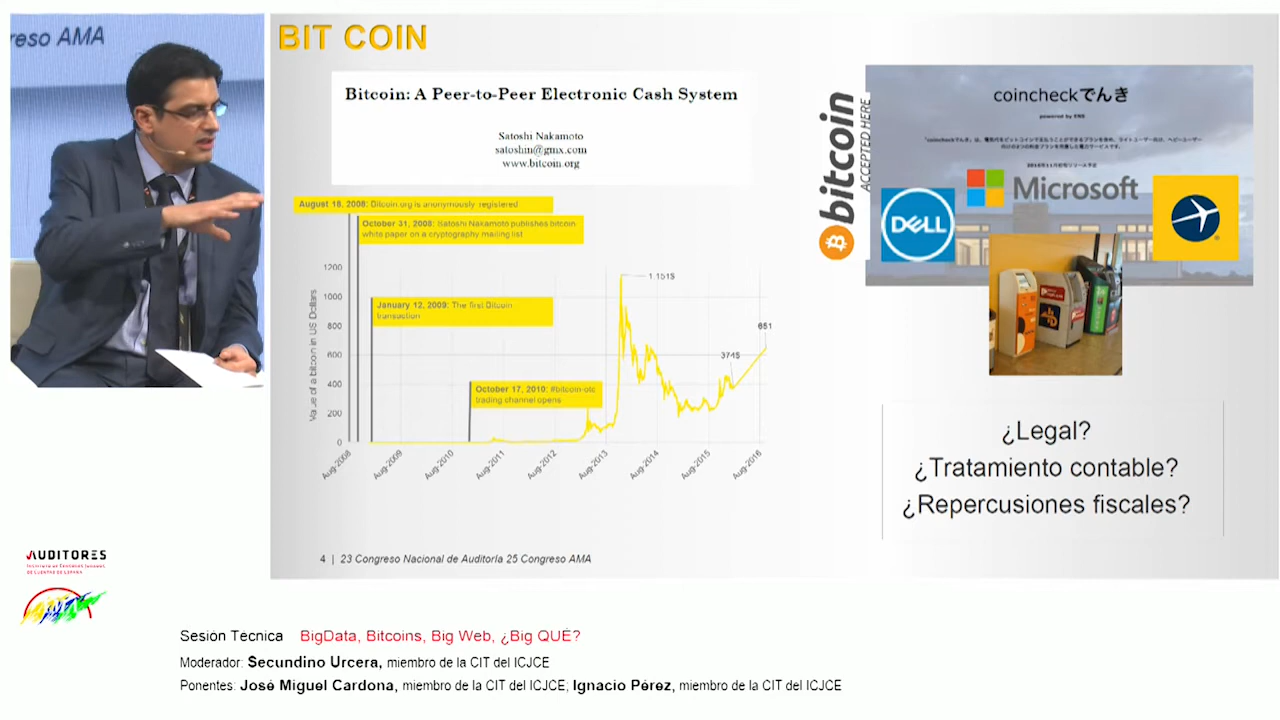 reso AMA
BIT COIN
Bitcoin: A Peer-to-Peer Electronic Cash System
Satoshi Nakamoto
satoshin@gmx.com
www.bitcoin.org
August 18, 2008: Bitcoin.org is anonymously registered
October 31, 2008: Satoshi Nakamoto publishes bitcoin
white paper on a cryptography mailing list
January 12, 2009: The first Bitcoin
transaction
October 17, 2010: #bitcoin-otc
trading channel opens
Value of a bitcoin in US Dollars
1200
1000
800
600
400
200
0
1.151$
374$
651
Aug-2008
Aug-2009
Aug-2010
Aug-2011
Aug-2012
Aug-2013
Aug-2014
Aug-2015
Aug-2016
bitcoin
ACCEPTED HERE
coincheckでんき
powered by
Microsoft
DELL
¿Legal?
¿Tratamiento contable?
¿Repercusiones fiscales?
4 | 23 Congreso Nacional de Auditoría 25 Congreso AMA
AUDITORES
Sesión Técnica BigData, Bitcoins, Big Web, ¿Big QUÉ?
Moderador: Secundino Urcera, miembro de la CIT del ICJCE
Ponentes: José Miguel Cardona, miembro de la CIT del ICJCE; Ignacio Pérez, miembro de la CIT del ICJCE